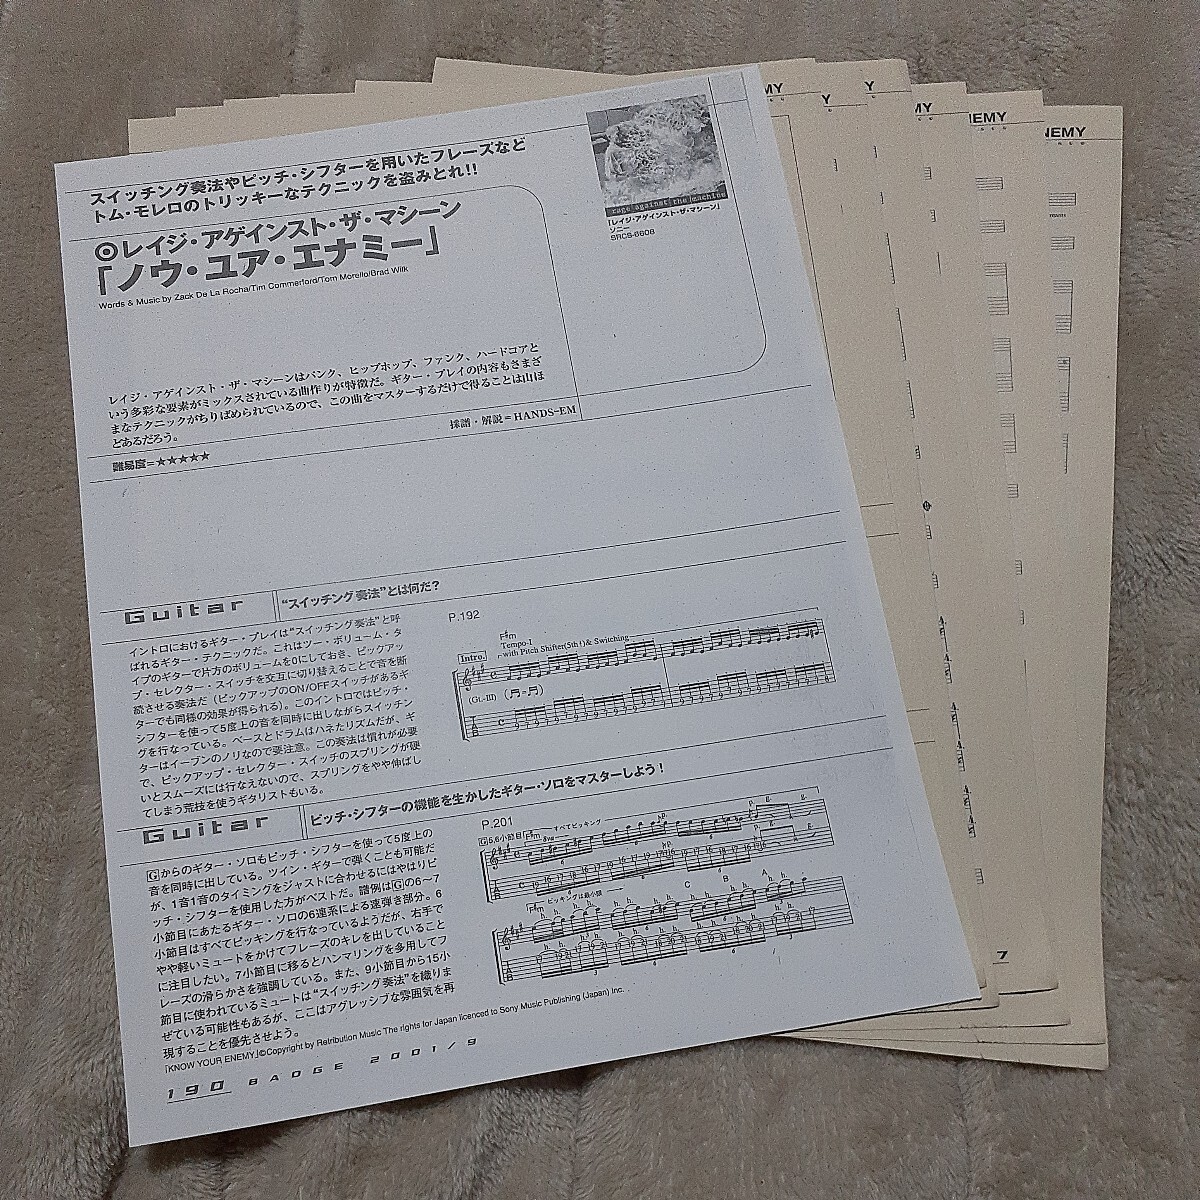 スイッチング奏法やピッチ・シフターを用いたフレーズなど
トム・モレロのトリッキーなテクニックを盗みとれ!!
◎レイジ・アゲインスト・ザ・マシーン
「ノウ・ユア・エナミー」
Words & Music by Zack De La Rocha/Tim Commerford/Tom Morello/Brad Wilk
rage against the machine
「レイジ・アゲインスト・ザ・マシーン」
ソニー
SRCS-6608
レイジ・アゲインスト・ザ・マシーンはパンク、ヒップホップ、ファンク、ハードコアと
いう多彩な要素がミックスされている曲作りが特徴だ。ギター・プレイの内容もさまざ
まなテクニックがちりばめられているので、この曲をマスターするだけで得ることは山ほ
どあるだろう。
採譜・解説=HANDS-EM
難易度=★★★★★
Guitar
“スイッチング奏法”とは何だ?
イントロにおけるギター・プレイは“スイッチング奏法”と呼
ばれるギター・テクニックだ。これはツー・ボリューム・タ
イプのギターで片方のボリュームを0にしておき、ピックアッ
プ・セレクター・スイッチを交互に切り替えることで音を断
続させる奏法だ(ピックアップのON/OFFスイッチがあるギ
ターでも同様の効果が得られる)。このイントロではピッチ・
シフターを使って5度上の音を同時に出しながらスイッチン
グを行なっている。ベースとドラムはハネたリズムだが、ギ
ターはイーブンのノリなので要注意。この奏法は慣れが必要
で、ピックアップ・セレクター・スイッチのスプリングが硬
いとスムーズには行なえないので、スプリングをやや伸ばし
てしまう荒技を使うギタリストもいる。
P.192
F#m
Tempo-I
with Pitch Shifter(5th↑)& Switching
Intro.
(Gt.-III)
Guitar
ピッチ・シフターの機能を生かしたギター・ソロをマスターしよう!
Gからのギター・ソロもピッチ・シフターを使って5度上の
音を同時に出している。ツイン・ギターで弾くことも可能だ
が、1音1音のタイミングをジャストに合わせるにはやはりピ
ッチ・シフターを使用した方がベストだ。譜例はGの6〜7
小節目にあたるギター・ソロの6連系による速弾き部分。6
小節目はすべてピッキングを行なっているようだが、右手で
やや軽いミュートをかけてフレーズのキレを出していること
に注目したい。7小節目に移るとハンマリングを多用してフ
レーズの滑らかさを強調している。また、9小節目から15小
節目に使われているミュートは“スイッチング奏法”を織りま
ぜている可能性もあるが、ここはアグレッシブな雰囲気を再
現することを優先させよう。
P.201
G5,6小節目
F#m
すべてピッキング
F#m
ピッキングは最小限
C
B
A
「KNOW YOUR ENEMY」©Copyright by Retribution Music The rights for Japan licenced to Sony Music Publishing (Japan) Inc.
190 BADGE 2001/9
EMY
Y
Y
MY
NEMY
NEMY
7